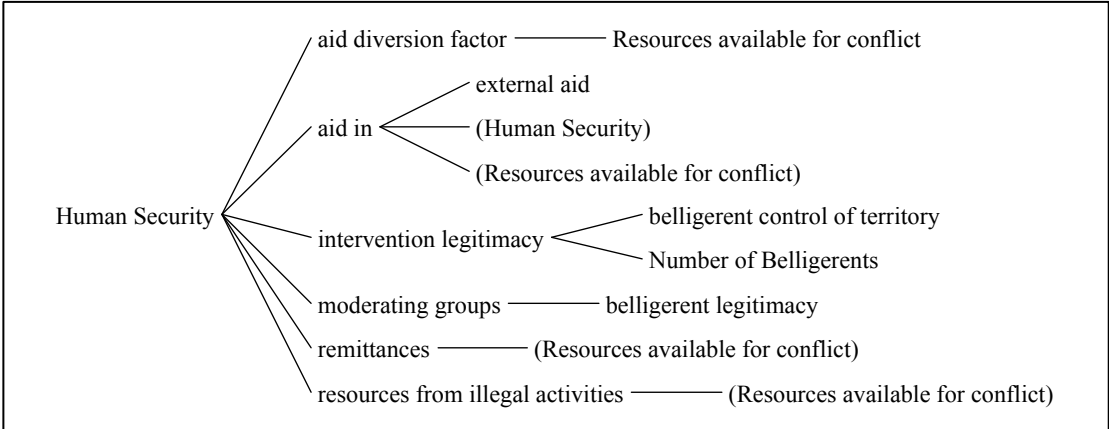 aid diversion factor
Resources available for conflict
external aid
aid in
(Human Security)
(Resources available for conflict)
Human Security
belligerent control of territory
intervention legitimacy
Number of Belligerents
moderating groups
belligerent legitimacy
remittances
(Resources available for conflict)
resources from illegal activities
(Resources available for conflict)